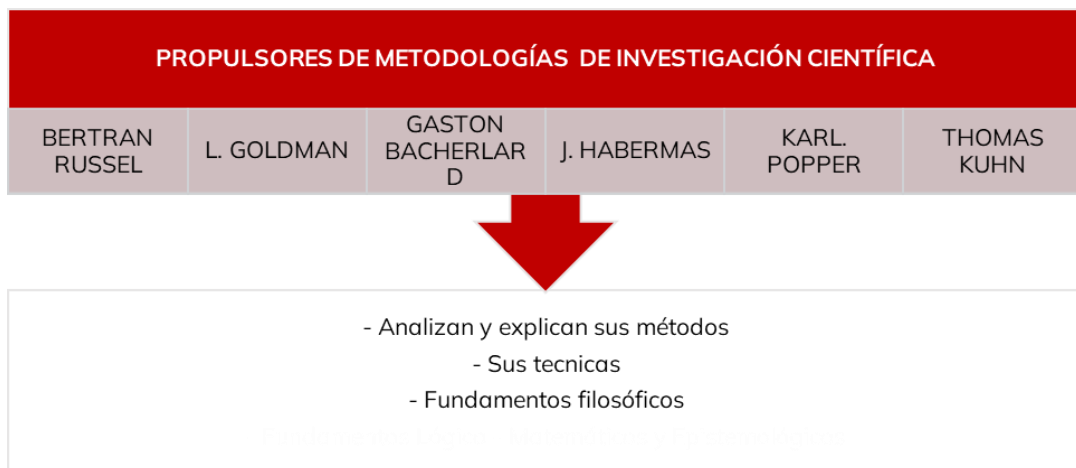 PROPULSORES DE METODOLOGÍAS DE INVESTIGACIÓN CIENTÍFICA
BERTRAN
RUSSEL
L. GOLDMAN
GASTON
BACHERLAR
D
J. HABERMAS
KARL.
POPPER
THOMAS
KUHN
- Analizan y explican sus métodos
- Sus tecnicas
- Fundamentos filosóficos